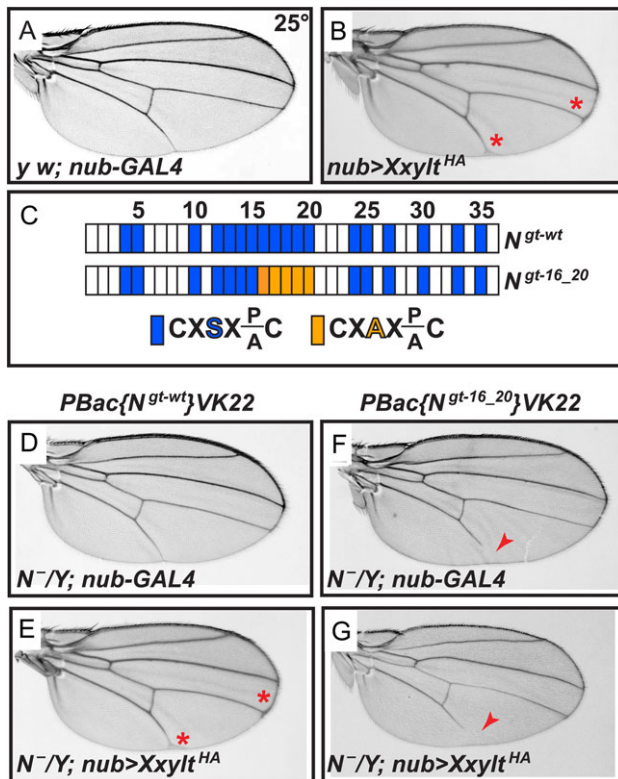 A 25°
y w; nub-GAL4
B
* *
nub>Xxylt^HA
C 5 10 15 20 25 30 35
N^gt-wt
N^gt-16_20
CXSX P/A C CXAX P/A C
PBac{N^gt-wt}VK22 PBac{N^gt-16_20}VK22
D
N⁻/Y; nub-GAL4
F
N⁻/Y; nub-GAL4
E
* *
N⁻/Y; nub>Xxylt^HA
G
N⁻/Y; nub>Xxylt^HA